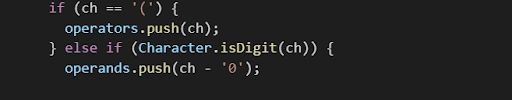 if (ch == '(') {
operators.push(ch);
} else if (Character.isDigit(ch)) {
operands.push(ch - '0');